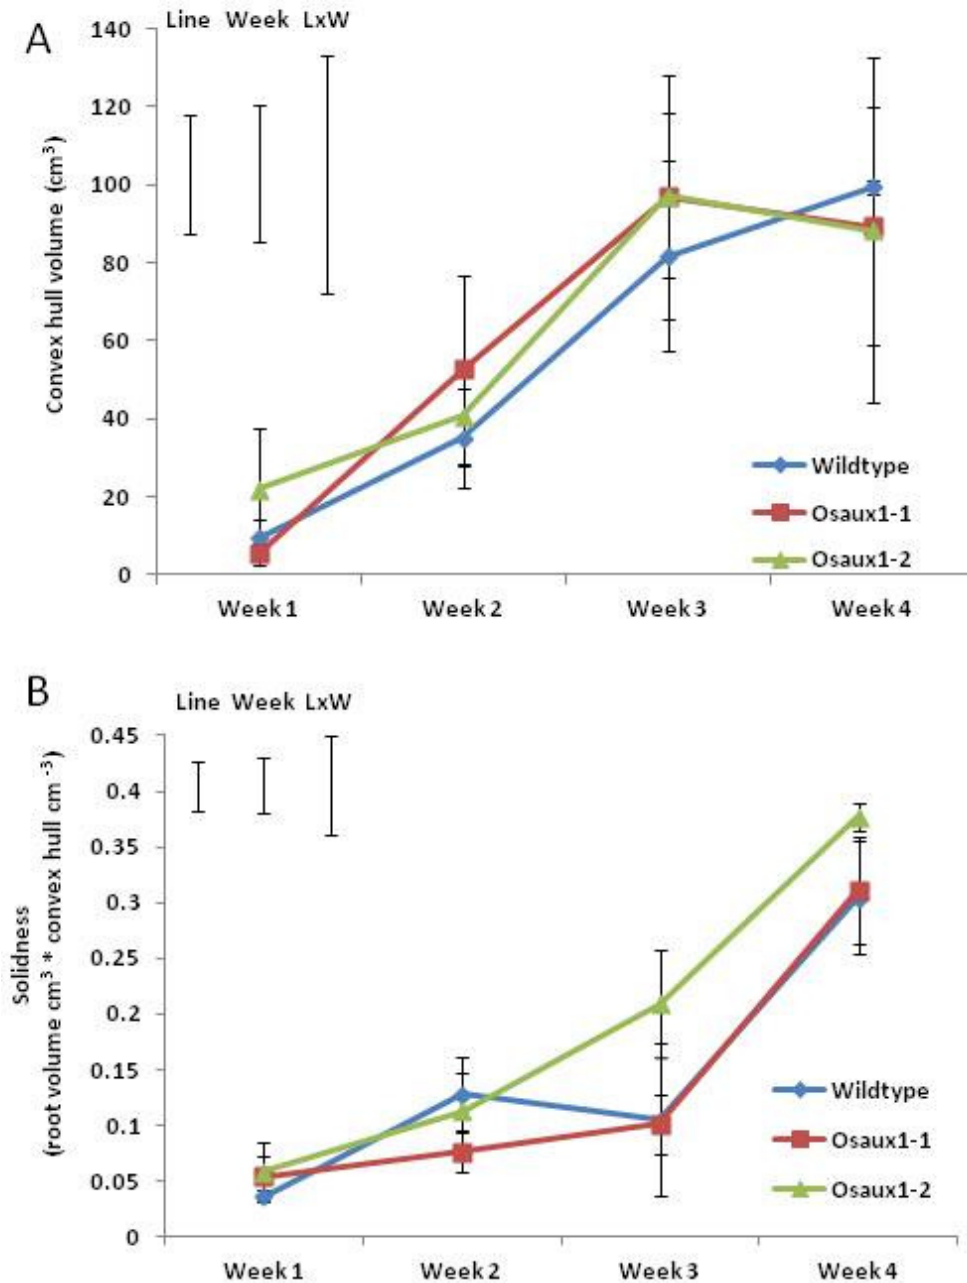 A
Line Week LxW
140
120
100
80
60
40
20
0
Convex hull volume (cm³)
Wildtype
Osaux1-1
Osaux1-2
Week 1 Week 2 Week 3 Week 4
B
Line Week LxW
0.45
0.4
0.35
0.3
0.25
0.2
0.15
0.1
0.05
0
Solidness
(root volume cm³ * convex hull cm⁻³)
Wildtype
Osaux1-1
Osaux1-2
Week 1 Week 2 Week 3 Week 4